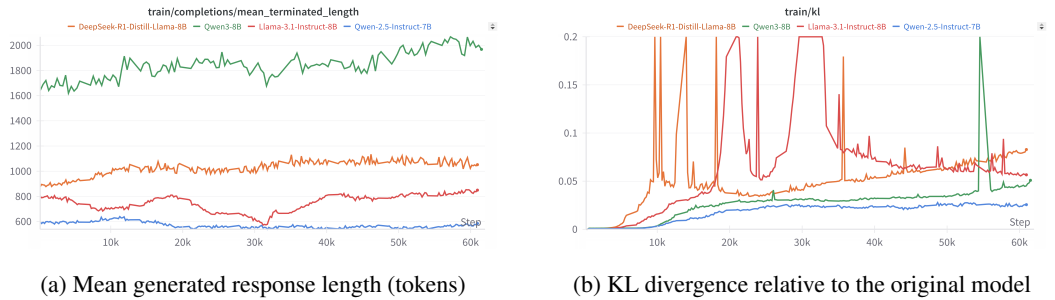 train/completions/mean_terminated_length
DeepSeek-R1-Distill-Llama-8B Qwen3-8B Llama-3.1-Instruct-8B Qwen-2.5-Instruct-7B
2000
1800
1600
1400
1200
1000
800
600
Step
10k 20k 30k 40k 50k 60k
(a) Mean generated response length (tokens)
train/kl
DeepSeek-R1-Distill-Llama-8B Qwen3-8B Llama-3.1-Instruct-8B Qwen-2.5-Instruct-7B
0.2
0.15
0.1
0.05
0
Step
10k 20k 30k 40k 50k 60k
(b) KL divergence relative to the original model